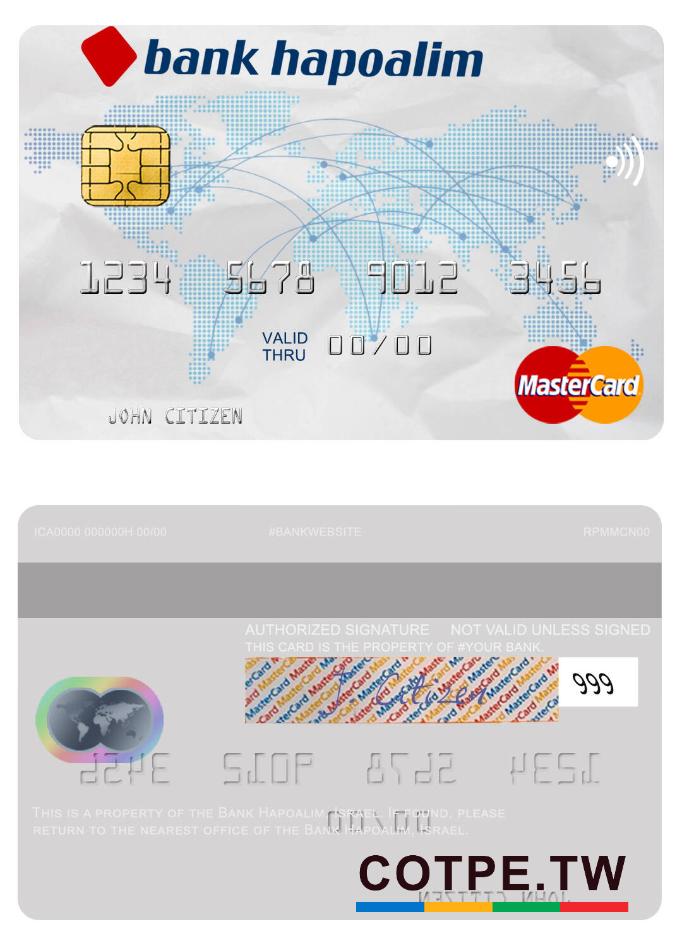 bank hapoalim
1234 5678 9012 3456
VALID
THRU 00/00
MasterCard
JOHN CITIZEN
ICA0000 000000H 00/00 #BANKWEBSITE RPMMCN00
AUTHORIZED SIGNATURE NOT VALID UNLESS SIGNED
THIS CARD IS THE PROPERTY OF #YOUR BANK.
J. Citizen 999
THIS IS A PROPERTY OF THE BANK HAPOALIM, ISRAEL. IF FOUND, PLEASE
RETURN TO THE NEAREST OFFICE OF THE BANK HAPOALIM, ISRAEL.
COTPE.TW